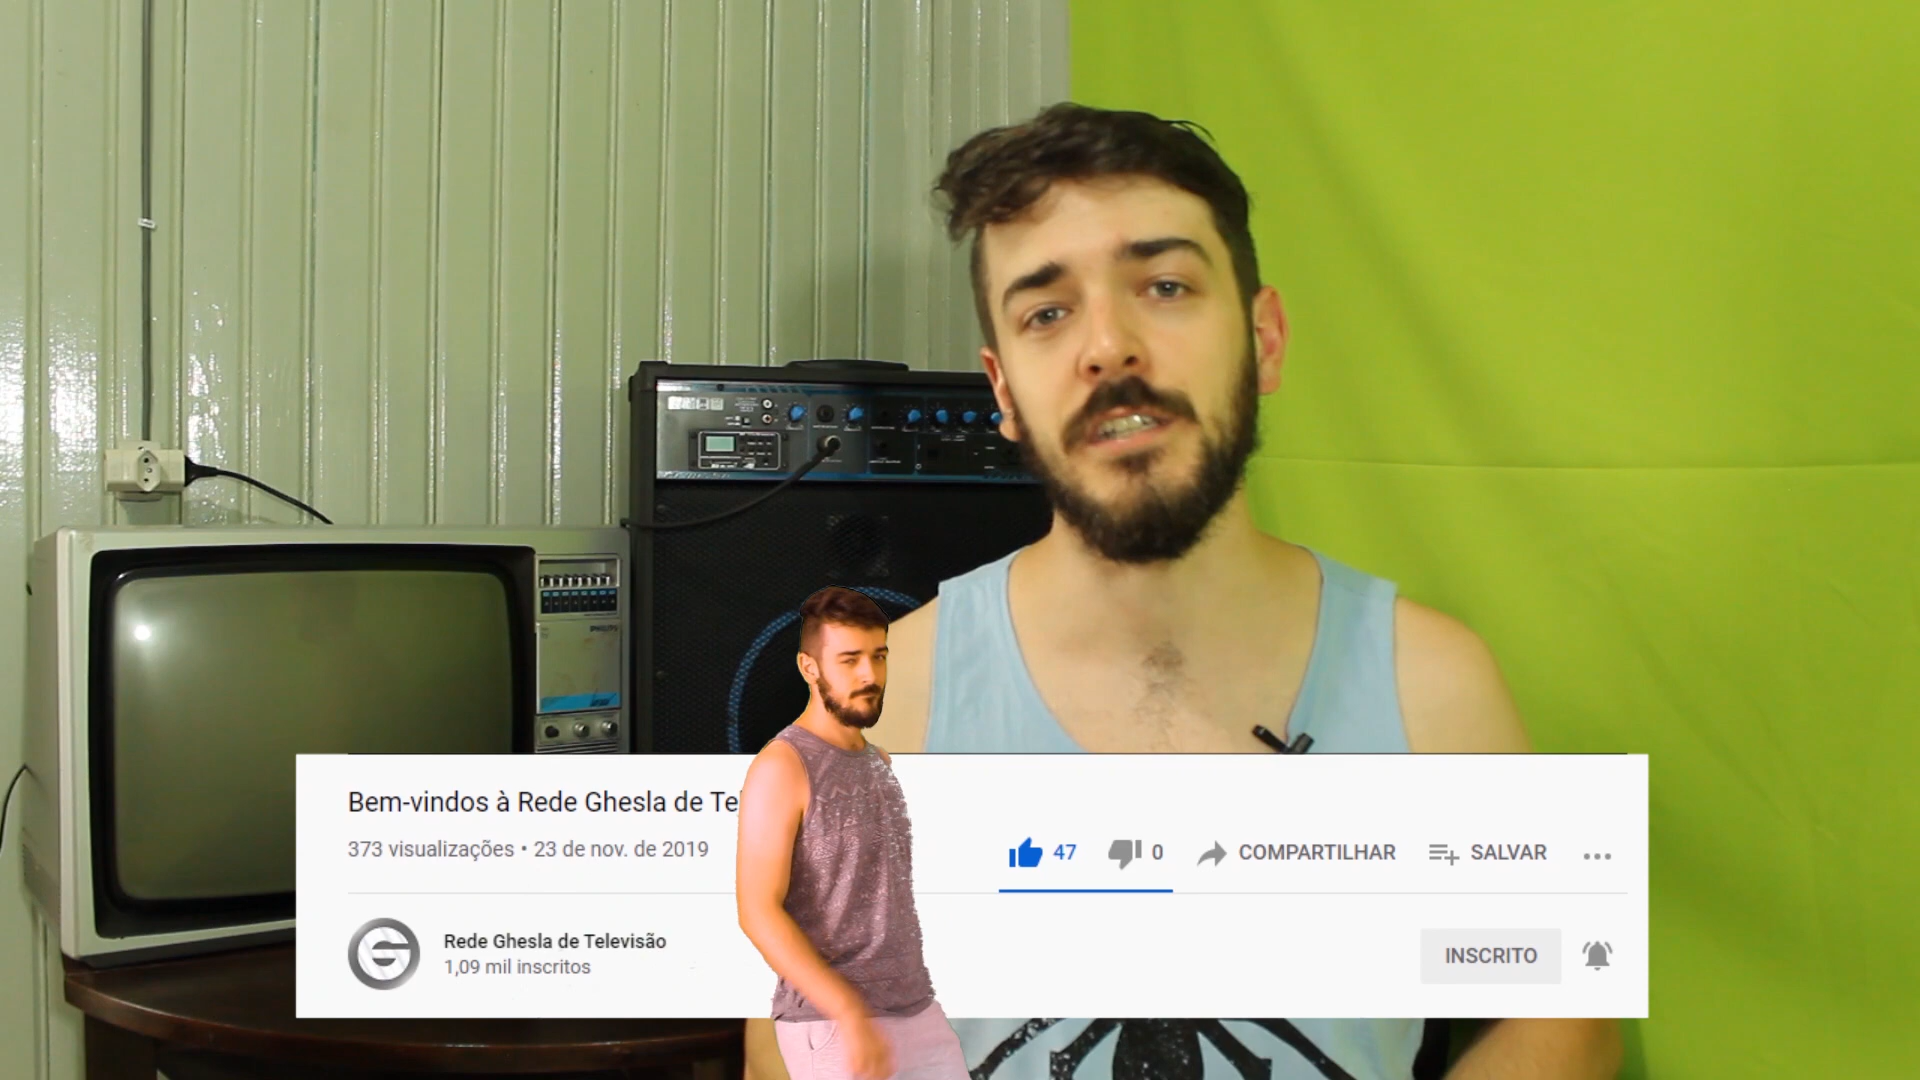 PHILIPS
Bem-vindos à Rede Ghesla de Te
373 visualizações • 23 de nov. de 2019
47
0
COMPARTILHAR
SALVAR
Rede Ghesla de Televisão
1,09 mil inscritos
INSCRITO